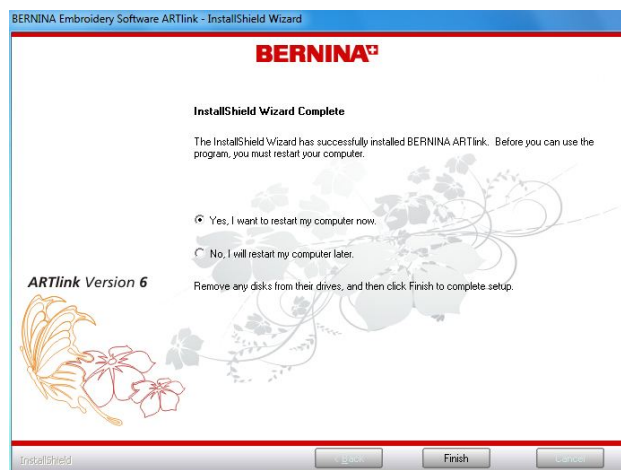 BERNINA Embroidery Software ARTlink - InstallShield Wizard
BERNINA
InstallShield Wizard Complete
The InstallShield Wizard has successfully installed BERNINA ARTlink. Before you can use the
program, you must restart your computer.
Yes, I want to restart my computer now.
No, I will restart my computer later.
ARTlink Version 6
Remove any disks from their drives, and then click Finish to complete setup.
InstallShield
< Back
Finish
Cancel